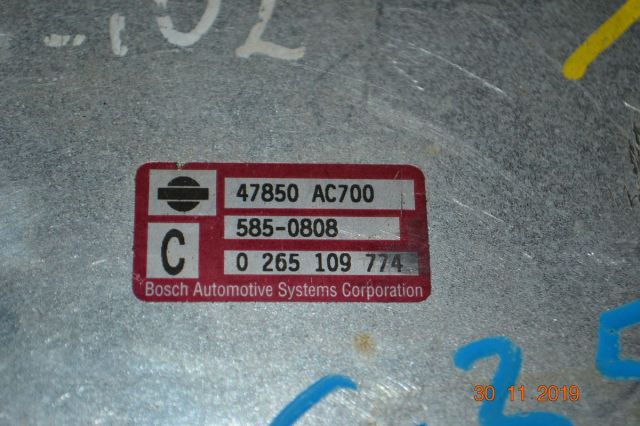 47850 AC700
585-0808
C
0 265 109 774
Bosch Automotive Systems Corporation
30 11 2019